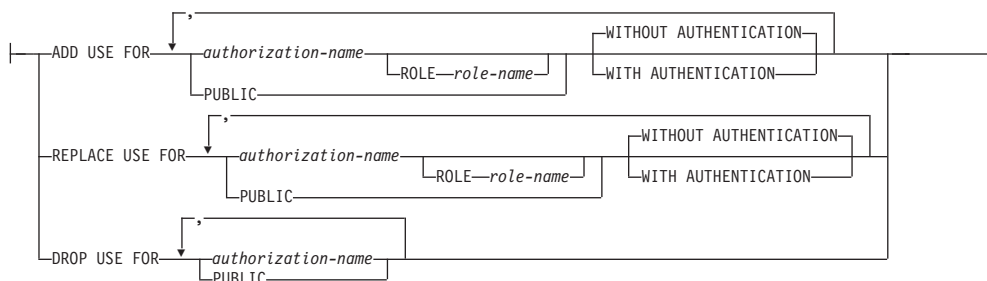 ,
WITHOUT AUTHENTICATION
ADD USE FOR authorization-name
ROLE role-name WITH AUTHENTICATION
PUBLIC
,
WITHOUT AUTHENTICATION
REPLACE USE FOR authorization-name
ROLE role-name WITH AUTHENTICATION
PUBLIC
,
DROP USE FOR authorization-name
PUBLIC